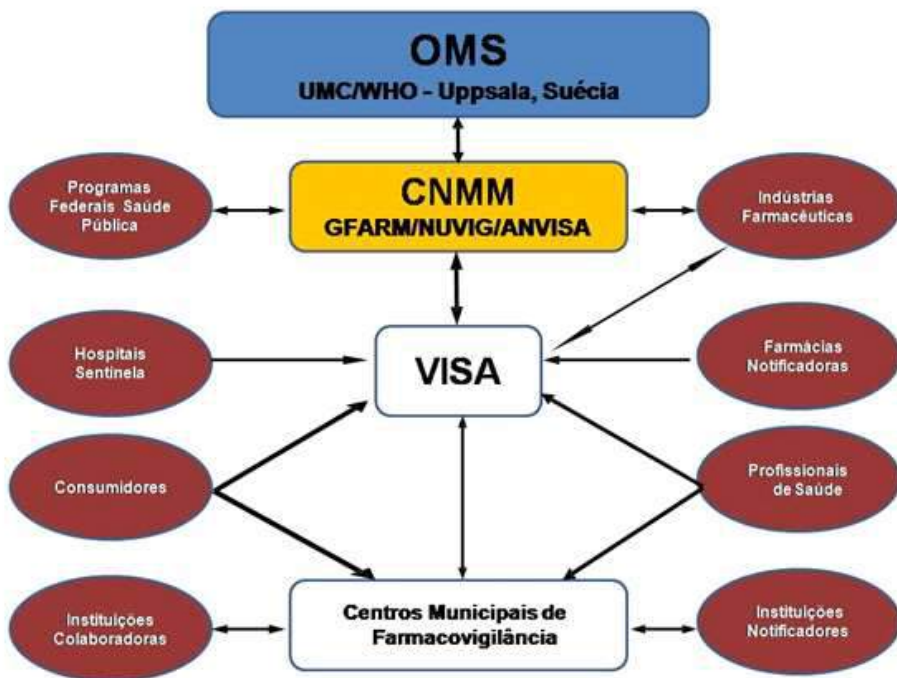 OMS
UMC/WHO - Uppsala, Suécia
Programas
Federais Saúde
Pública
CNMM
GFARM/NUVIG/ANVISA
Indústrias
Farmacêuticas
Hospitais
Sentinela
VISA
Farmácias
Notificadoras
Consumidores
Profissionais
de Saúde
Instituições
Colaboradoras
Centros Municipais de
Farmacovigilância
Instituições
Notificadores